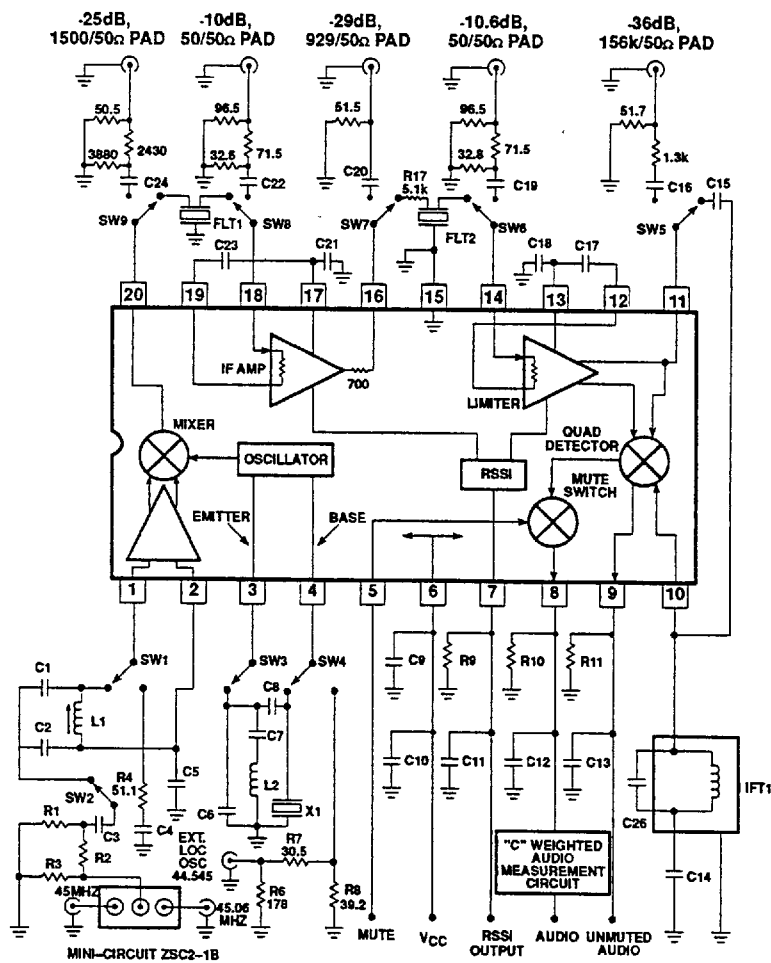 -25dB, -10dB, -29dB, -10.6dB, -36dB,
1500/50Ω PAD 50/50Ω PAD 929/50Ω PAD 50/50Ω PAD 156k/50Ω PAD
50.5 96.5 51.5 96.5 51.7
2430 71.5 71.5 1.3k
3880 32.6 32.8
C24 C22 C20 R17 C19 C16 C15
5.1k
SW9 FLT1 SW8 SW7 FLT2 SW6 SW5
C23 C21 C18 C17
20 19 18 17 16 15 14 13 12 11
IF AMP 700 LIMITER
MIXER
OSCILLATOR RSSI QUAD
DETECTOR
MUTE
SWITCH
EMITTER BASE
1 2 3 4 5 6 7 8 9 10
SW1 SW3 SW4
C1 C9 R9 R10 R11
L1 C8
C2 C7
R4 C5 C10 C11 C12 C13
51.1 L2
SW2 C6 X1 C26 IFT1
R1 C3 C4
R2 EXT.
LOC
OSC
44.545
R7
30.5
R3 "C" WEIGHTED
AUDIO
MEASUREMENT
CIRCUIT
C14
45MHZ 45.06
MHZ
R6
178
R8
39.2
MUTE VCC RSSI
OUTPUT
AUDIO UNMUTED
AUDIO
MINI-CIRCUIT ZSC2-1B